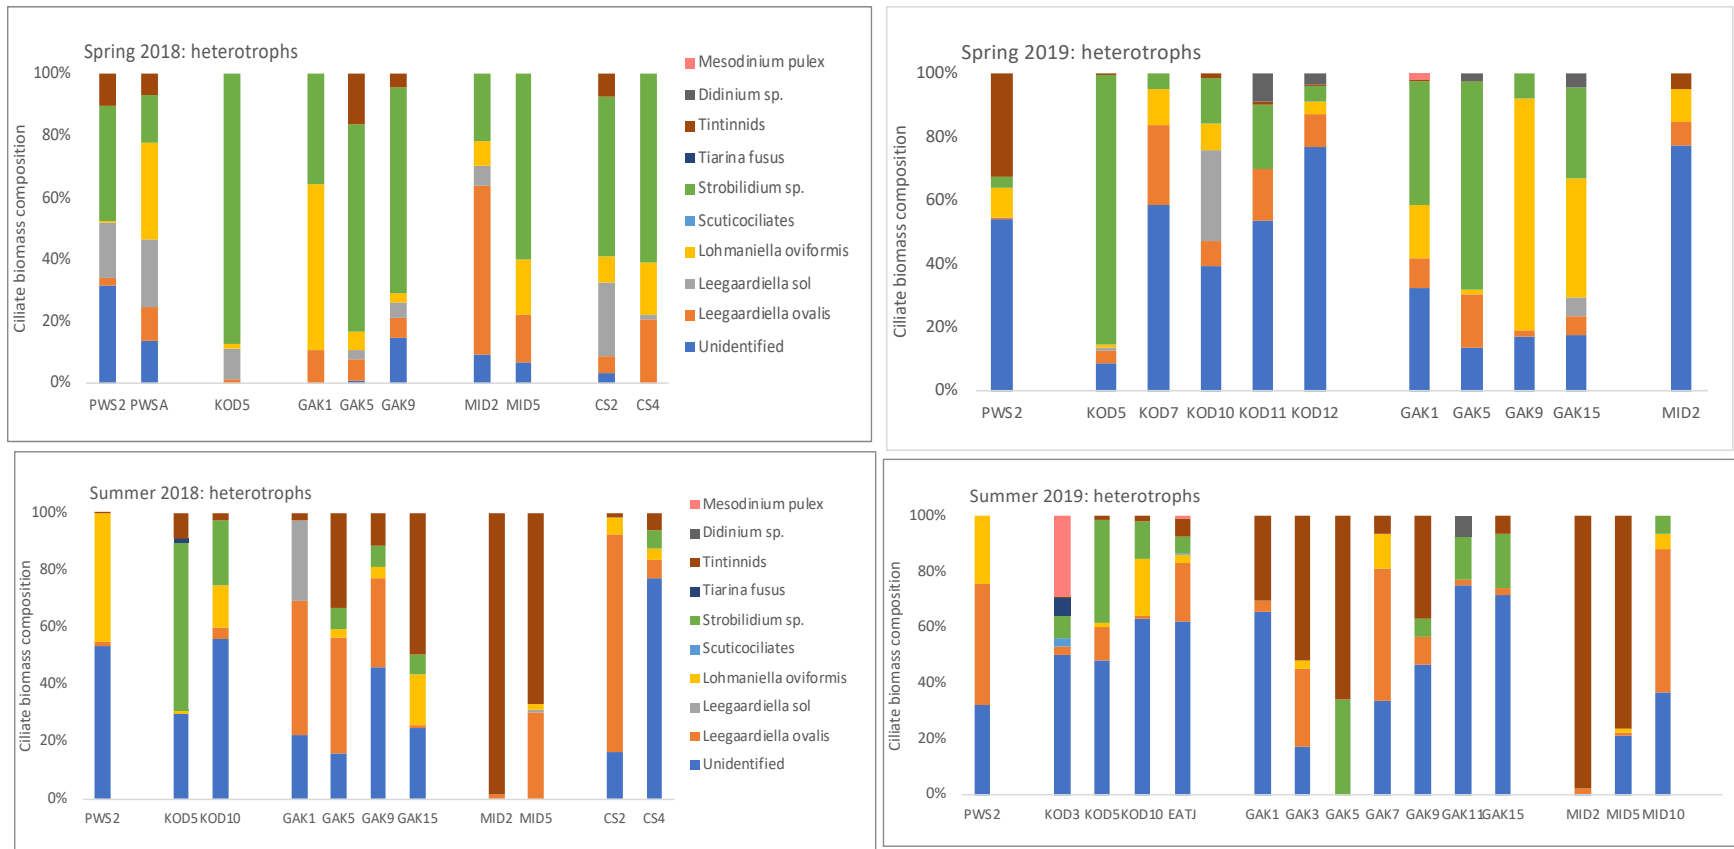 Spring 2018: heterotrophs
Ciliate biomass composition
100%
80%
60%
40%
20%
0%
PWS2 PWSA KOD5 GAK1 GAK5 GAK9 MID2 MID5 CS2 CS4
Mesodinium pulex
Didinium sp.
Tintinnids
Tiarina fusus
Strobilidium sp.
Scuticociliates
Lohmaniella oviformis
Leegaardiella sol
Leegaardiella ovalis
Unidentified
Spring 2019: heterotrophs
Ciliate biomass composition
100%
80%
60%
40%
20%
0%
PWS2 KOD5 KOD7 KOD10 KOD11 KOD12 GAK1 GAK5 GAK9 GAK15 MID2
Summer 2018: heterotrophs
Ciliate biomass composition
100%
80%
60%
40%
20%
0%
PWS2 KOD5 KOD10 GAK1 GAK5 GAK9 GAK15 MID2 MID5 CS2 CS4
Mesodinium pulex
Didinium sp.
Tintinnids
Tiarina fusus
Strobilidium sp.
Scuticociliates
Lohmaniella oviformis
Leegaardiella sol
Leegaardiella ovalis
Unidentified
Summer 2019: heterotrophs
Ciliate biomass composition
100%
80%
60%
40%
20%
0%
PWS2 KOD3 KOD5 KOD10 EATJ GAK1 GAK3 GAK5 GAK7 GAK9 GAK11 GAK15 MID2 MID5 MID10